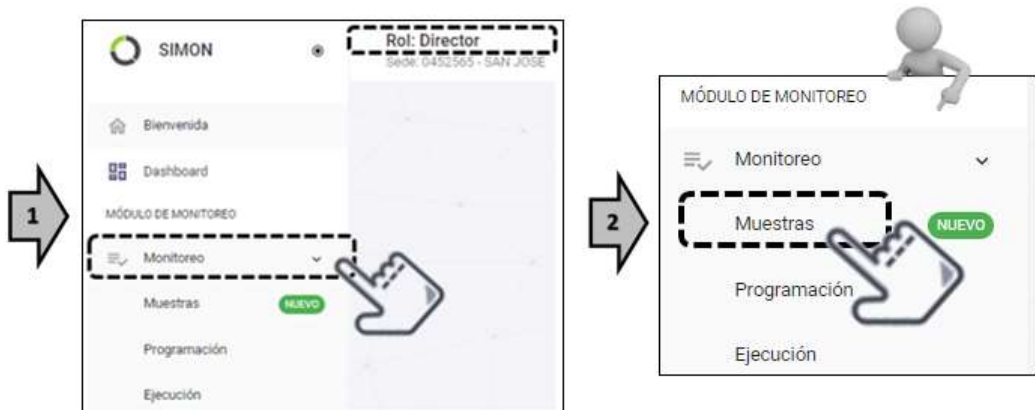 SIMON
Rol: Director
Sede: 0452565 - SAN JOSE
Bienvenida
Dashboard
MÓDULO DE MONITOREO
1
Monitoreo
Muestras NUEVO
Programación
Ejecución
MÓDULO DE MONITOREO
Monitoreo
2
Muestras NUEVO
Programación
Ejecución